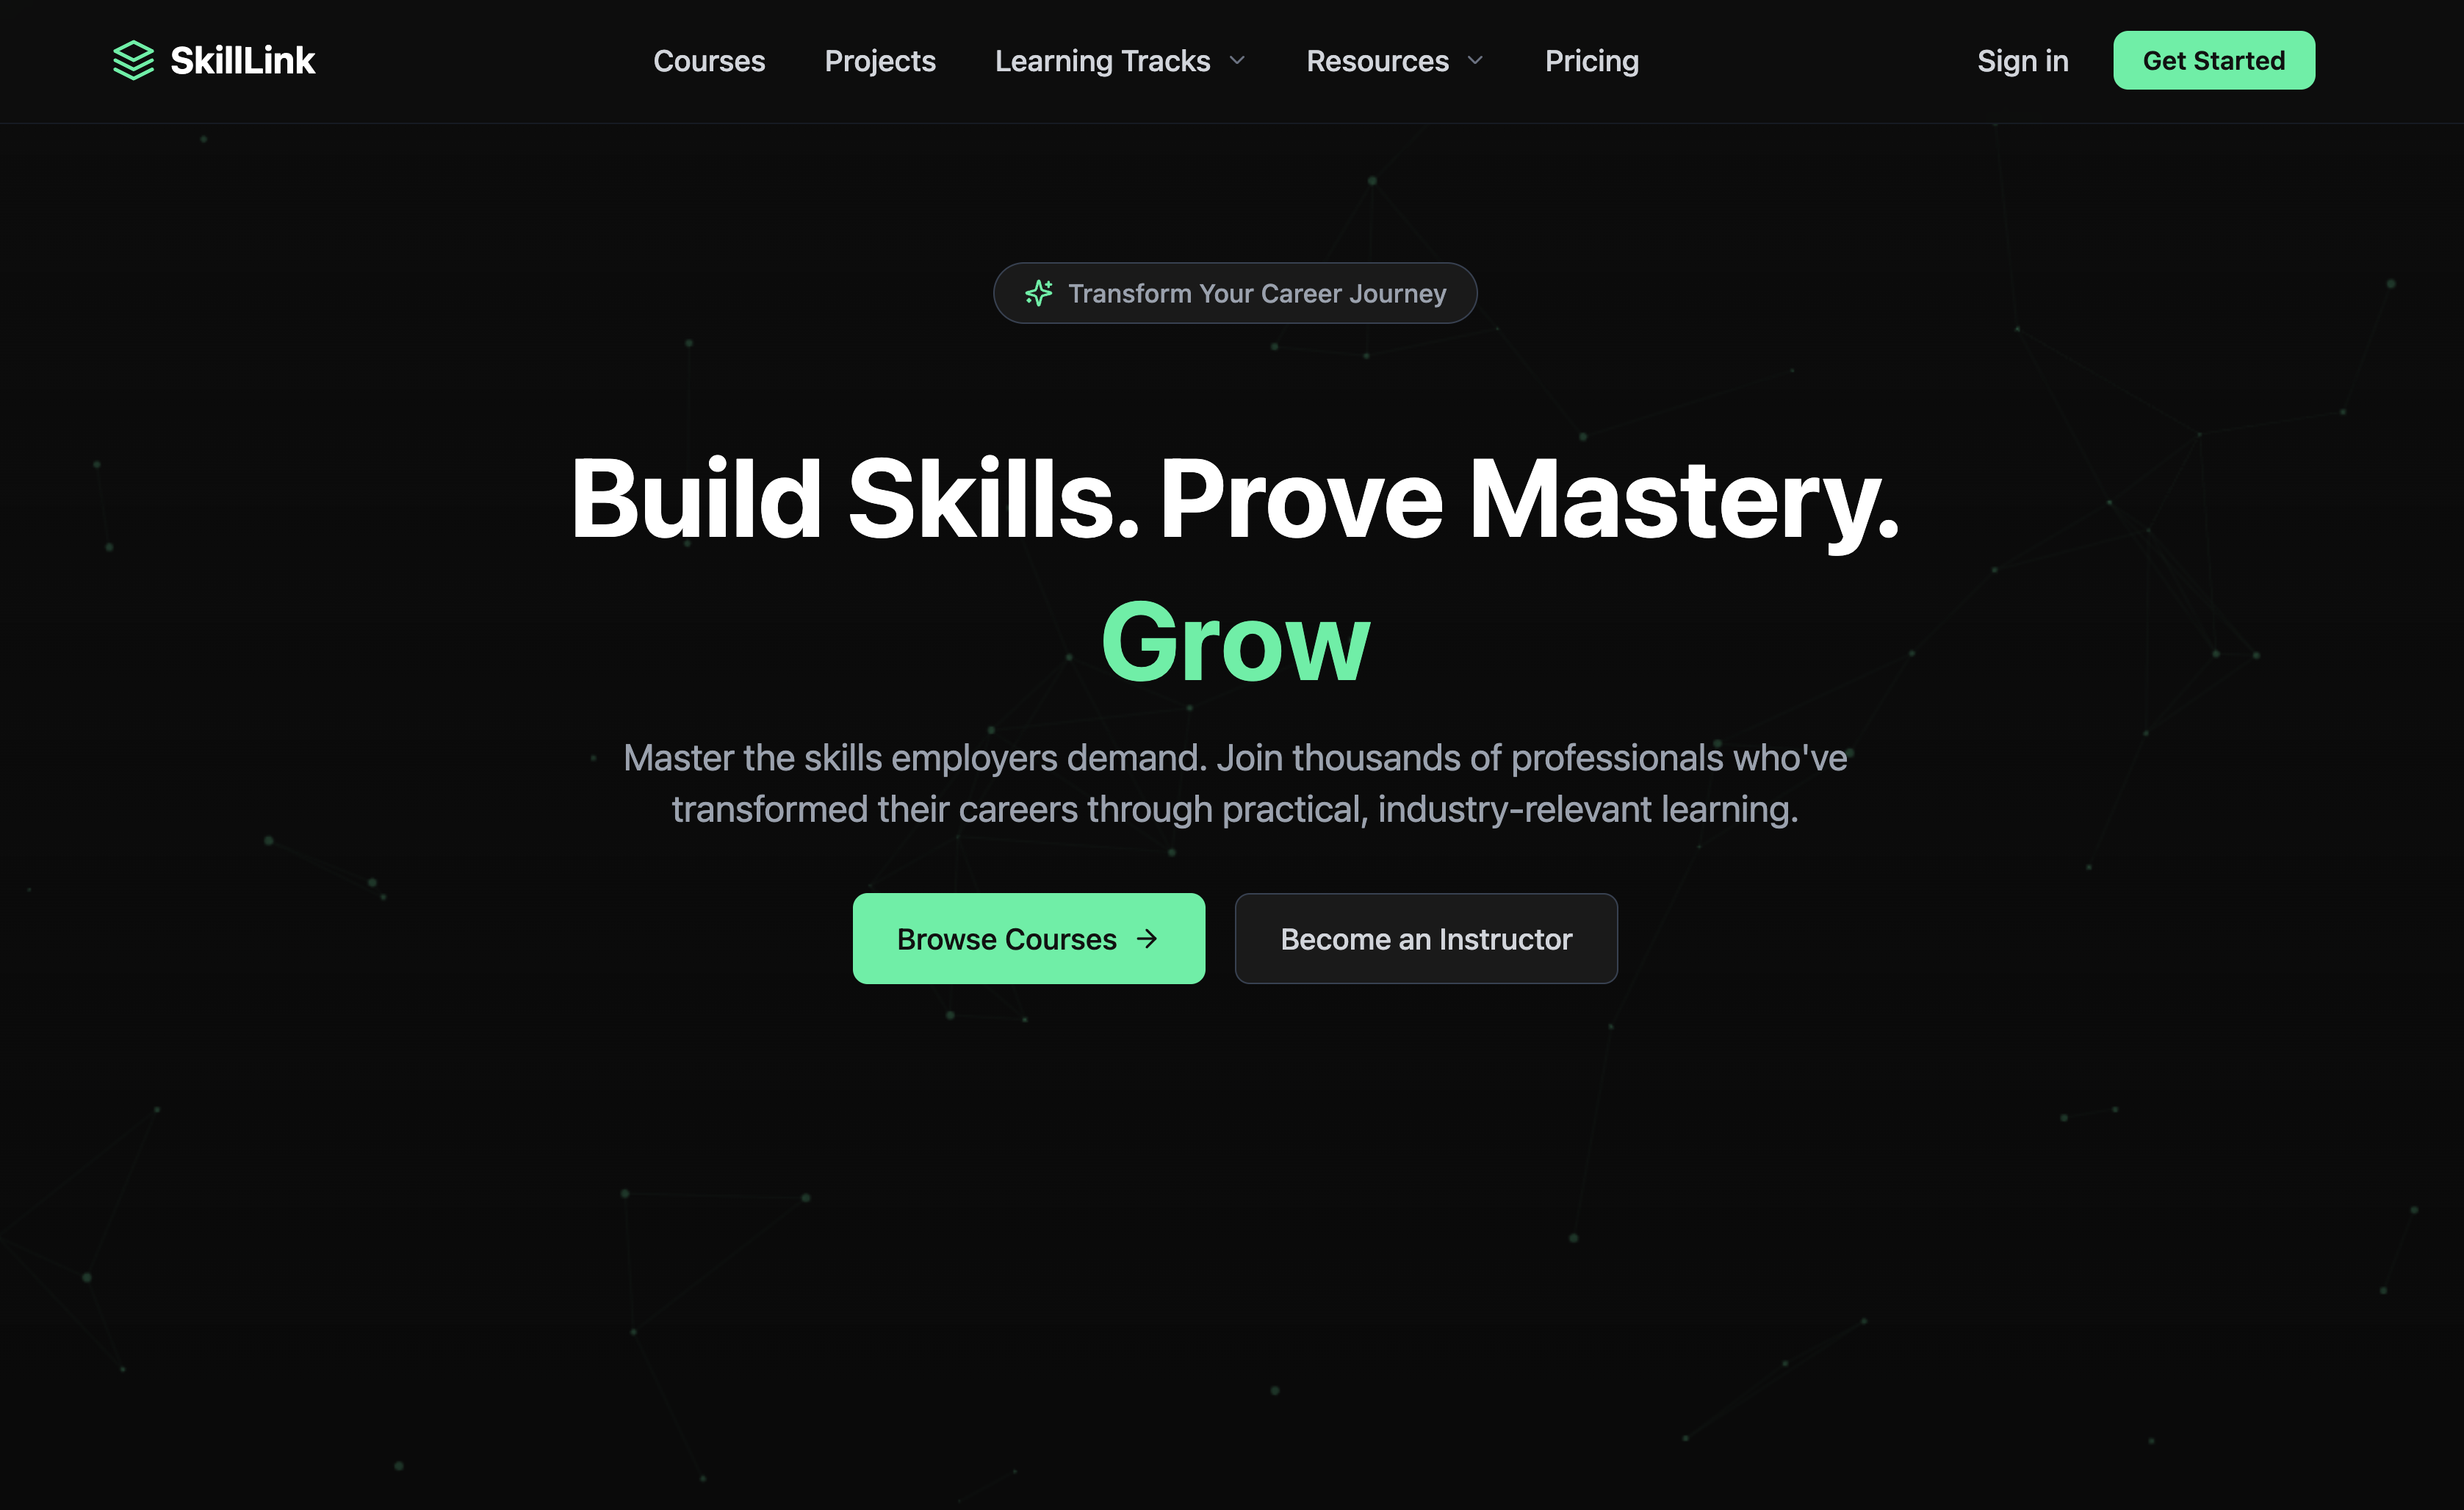 SkillLink
Courses
Projects
Learning Tracks
Resources
Pricing
Sign in
Get Started
Transform Your Career Journey
Build Skills. Prove Mastery.
Grow
Master the skills employers demand. Join thousands of professionals who've
transformed their careers through practical, industry-relevant learning.
Browse Courses
Become an Instructor